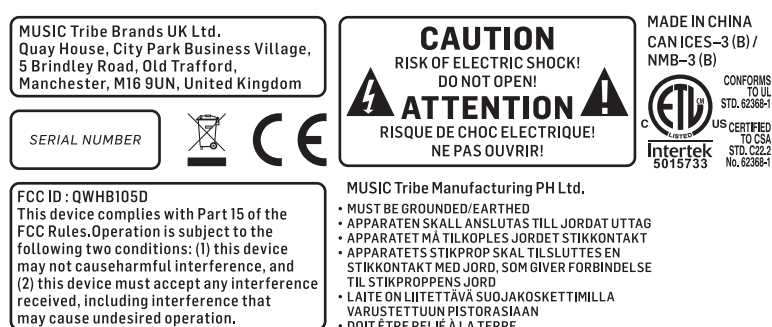 MUSIC Tribe Brands UK Ltd.
Quay House, City Park Business Village,
5 Brindley Road, Old Trafford,
Manchester, M16 9UN, United Kingdom
SERIAL NUMBER
CE
FCC ID : QWHB105D
This device complies with Part 15 of the
FCC Rules.Operation is subject to the
following two conditions: (1) this device
may not causeharmful interference, and
(2) this device must accept any interference
received, including interference that
may cause undesired operation.
CAUTION
RISK OF ELECTRIC SHOCK!
DO NOT OPEN!
ATTENTION
RISQUE DE CHOC ELECTRIQUE!
NE PAS OUVRIR!
MUSIC Tribe Manufacturing PH Ltd.
• MUST BE GROUNDED/EARTHED
• APPARATEN SKALL ANSLUTAS TILL JORDAT UTTAG
• APPARATET MÅ TILKOPLES JORDET STIKKONTAKT
• APPARATETS STIKPROP SKAL TILSLUTTES EN
STIKKONTAKT MED JORD, SOM GIVER FORBINDELSE
TIL STIKPROPPENS JORD
• LAITE ON LIITETTÄVÄ SUOJAKOSKETTIMILLA
VARUSTETTUUN PISTORASIAAN
• DOIT ÊTRE RELIÉ À LA TERRE
MADE IN CHINA
CAN ICES–3 (B) /
NMB–3 (B)
ETL CM
LISTED
C US
Intertek
5015733
CONFORMS
TO UL
STD. 62368-1
CERTIFIED
TO CSA
STD. C22.2
No. 62368-1